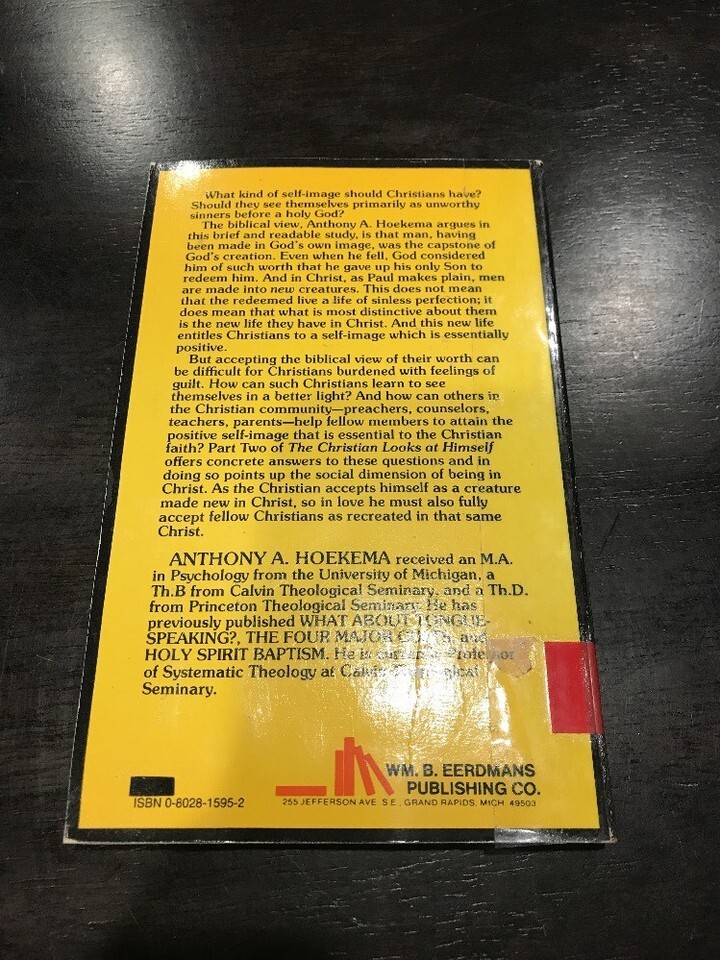 What kind of self-image should Christians have?
Should they see themselves primarily as unworthy
sinners before a holy God?
The biblical view, Anthony A. Hoekema argues in
this brief and readable study, is that man, having
been made in God's own image, was the capstone of
God's creation. Even when he fell, God considered
him of such worth that he gave up his only Son to
redeem him. And in Christ, as Paul makes plain, men
are made into new creatures. This does not mean
that the redeemed live a life of sinless perfection; it
does mean that what is most distinctive about them
is the new life they have in Christ. And this new life
entitles Christians to a self-image which is essentially
positive.
But accepting the biblical view of their worth can
be difficult for Christians burdened with feelings of
guilt. How can such Christians learn to see
themselves in a better light? And how can others in
the Christian community—preachers, counselors,
teachers, parents—help fellow members to attain the
positive self-image that is essential to the Christian
faith? Part Two of The Christian Looks at Himself
offers concrete answers to these questions and in
doing so points up the social dimension of being in
Christ. As the Christian accepts himself as a creature
made new in Christ, so in love he must also fully
accept fellow Christians as recreated in that same
Christ.
ANTHONY A. HOEKEMA received an M.A.
in Psychology from the University of Michigan, a
Th.B from Calvin Theological Seminary, and a Th.D.
from Princeton Theological Seminary. He has
previously published WHAT ABOUT TONGUE-
SPEAKING?, THE FOUR MAJOR CULTS, and
HOLY SPIRIT BAPTISM. He is Professor
of Systematic Theology at Calvin Theological
Seminary.
WM. B. EERDMANS
PUBLISHING CO.
ISBN 0-8028-1595-2
255 JEFFERSON AVE. S.E., GRAND RAPIDS, MICH. 49503